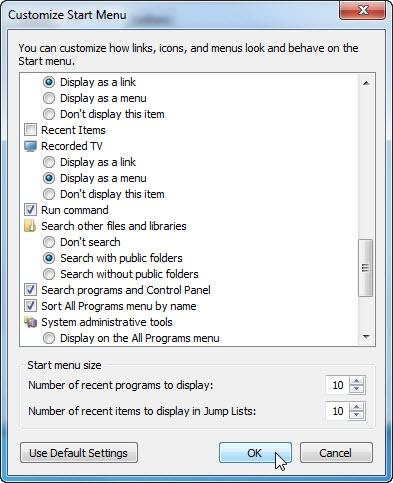 Customize Start Menu
You can customize how links, icons, and menus look and behave on the
Start menu.
Display as a link
Display as a menu
Don't display this item
Recent Items
Recorded TV
Display as a link
Display as a menu
Don't display this item
Run command
Search other files and libraries
Don't search
Search with public folders
Search without public folders
Search programs and Control Panel
Sort All Programs menu by name
System administrative tools
Display on the All Programs menu
Start menu size
Number of recent programs to display: 10
Number of recent items to display in Jump Lists: 10
Use Default Settings OK Cancel